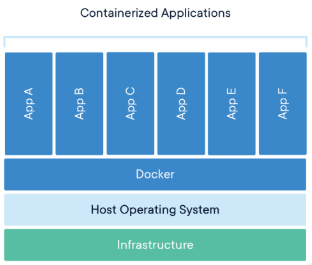 Containerized Applications
App A
App B
App C
App D
App E
App F
Docker
Host Operating System
Infrastructure